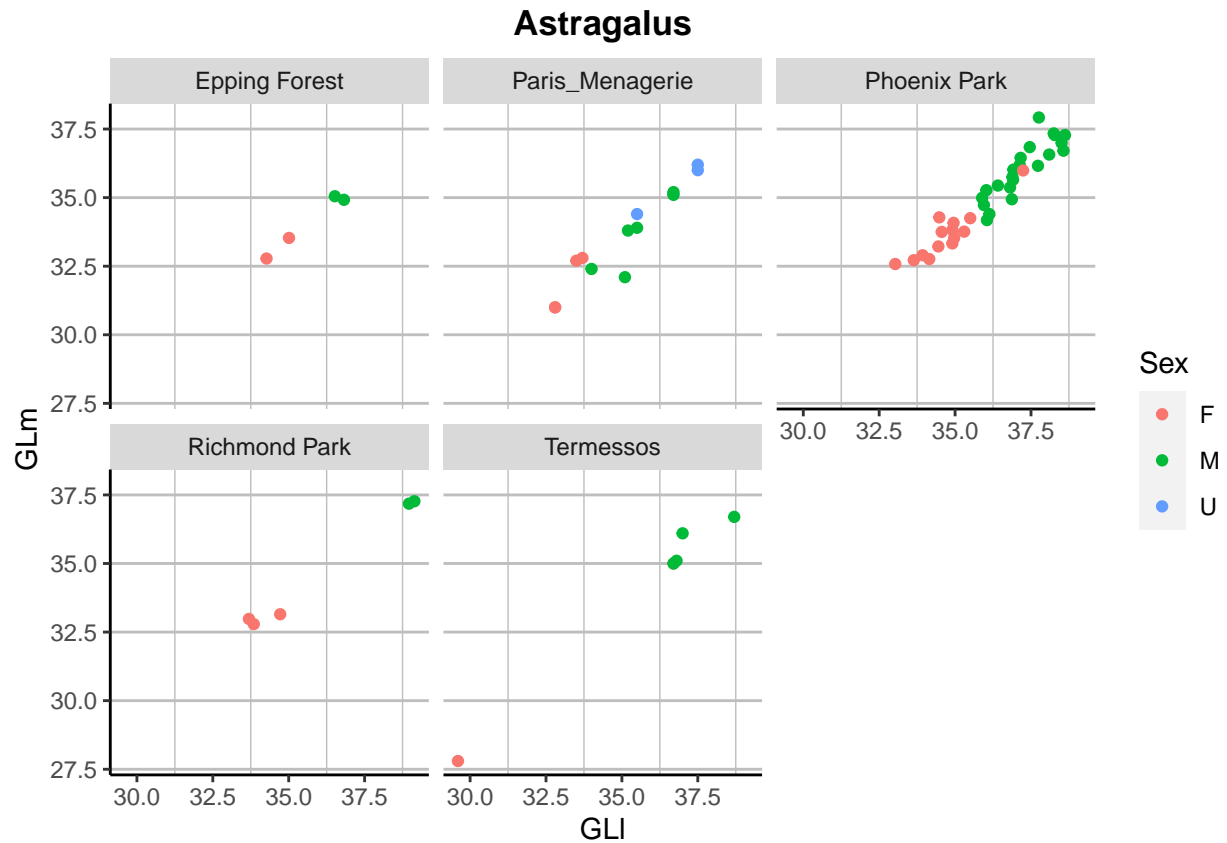 Astragalus
Epping Forest
Paris_Menagerie
Phoenix Park
37.5
35.0
32.5
30.0
27.5
30.0 32.5 35.0 37.5
GLm
Richmond Park
Termessos
37.5
35.0
32.5
30.0
27.5
30.0 32.5 35.0 37.5
30.0 32.5 35.0 37.5
GLl
Sex
F
M
U